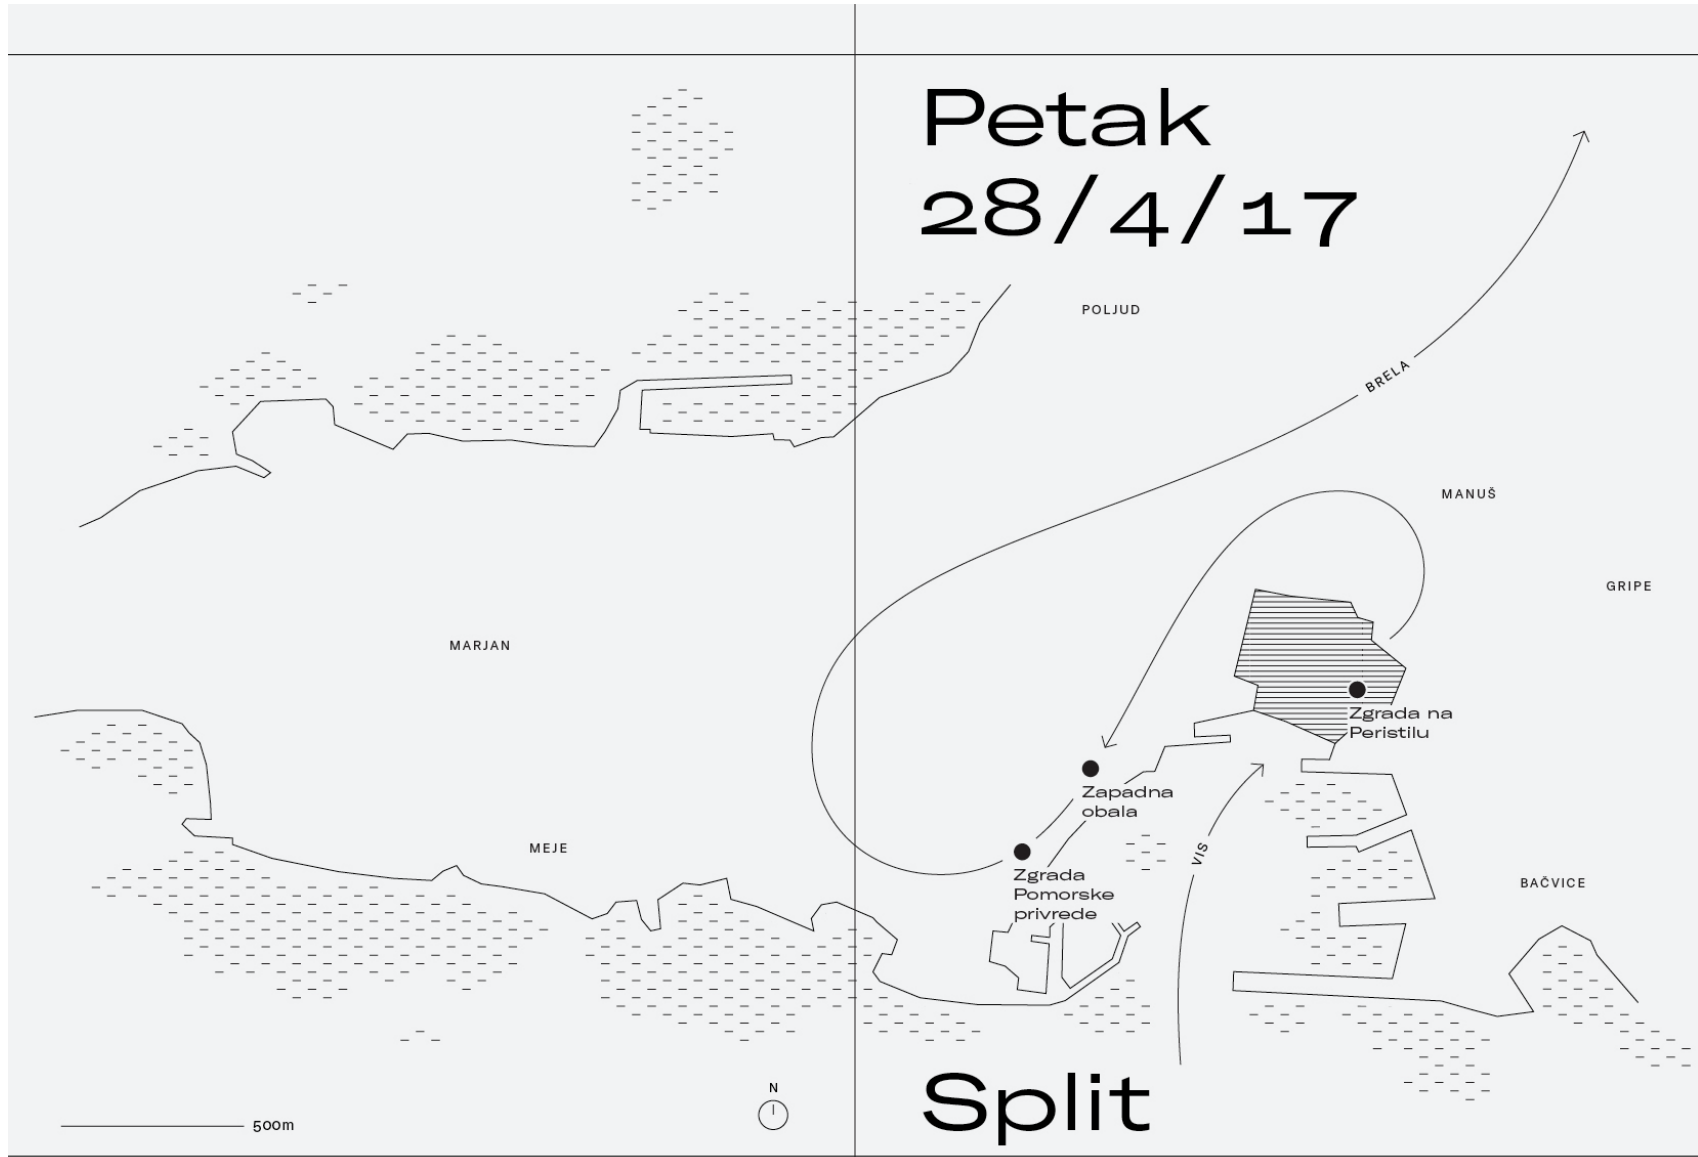 Petak
28/4/17
POLJUD
BRELA
MANUŠ
GRIPE
MARJAN
Zgrada na
Peristilu
Zapadna
obala
MEJE
VIS
Zgrada
Pomorske
privrede
BAČVICE
N
500m
Split